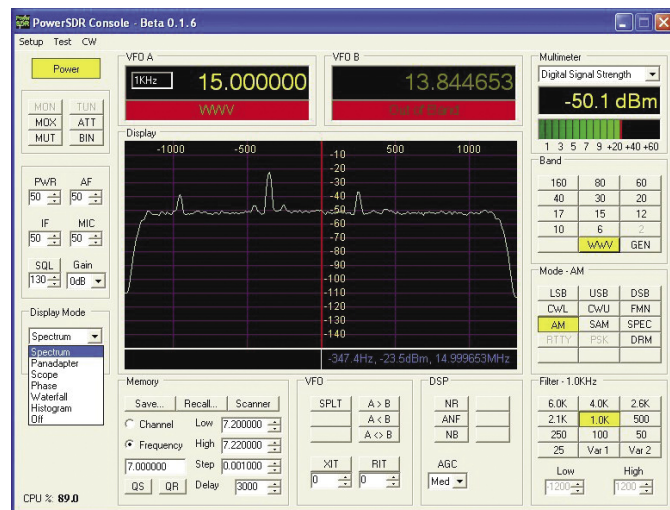 PowerSDR Console - Beta 0.1.6
Setup Test CW
Power
MON TUN
MOX ATT
MUT BIN
PWR AF
50 50
IF MIC
50 50
SQL Gain
130 0dB
Display Mode
Spectrum
Spectrum
Panadapter
Scope
Phase
Waterfall
Histogram
Off
CPU %: 89.0
VFO A
1KHz 15.000000
WWV
VFO B
13.844653
Out of Band
Display
-1000 -500 500 1000
-10
-20
-30
-40
-50
-60
-70
-80
-90
-100
-110
-120
-130
-140
-347.4Hz, -23.5dBm, 14.999653MHz
Memory
Save... Recall... Scanner
Channel Low 7.200000
Frequency High 7.220000
7.000000 Step 0.001000
QS QR Delay 3000
VFO
SPLT A > B
A < B
A <> B
XIT RIT
0 0
DSP
NR
ANF
NB
AGC
Med
Multimeter
Digital Signal Strength
-50.1 dBm
1 3 5 7 9 +20 +40 +60
Band
160 80 60
40 30 20
17 15 12
10 6 2
WWV GEN
Mode - AM
LSB USB DSB
CWL CWU FMN
AM SAM SPEC
RTTY PSK DRM
Filter - 1.0KHz
6.0K 4.0K 2.6K
2.1K 1.0K 500
250 100 50
25 Var 1 Var 2
Low High
-1200 1200